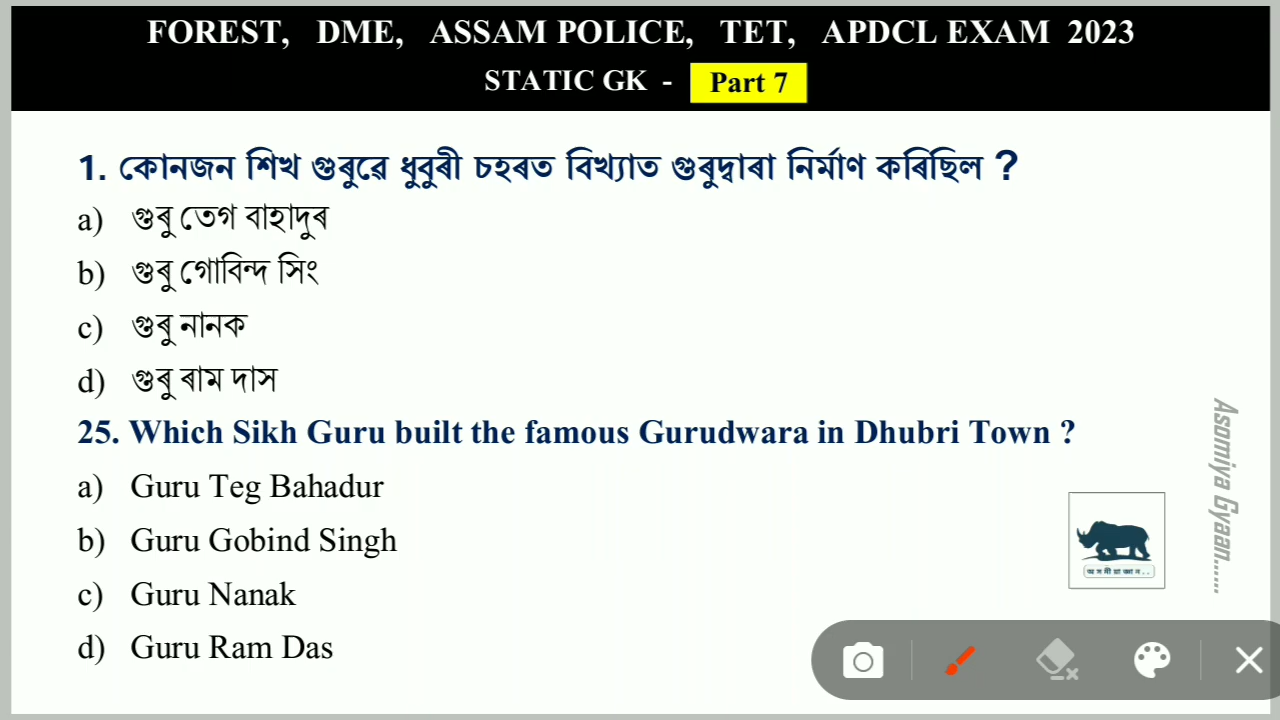 FOREST, DME, ASSAM POLICE, TET, APDCL EXAM 2023
STATIC GK - Part 7
1. কোনজন শিখ গুৰুৱে ধুবুৰী চহৰত বিখ্যাত গুৰুদ্বাৰা নিৰ্মাণ কৰিছিল ?
a) গুৰু তেগ বাহাদুৰ
b) গুৰু গোবিন্দ সিং
c) গুৰু নানক
d) গুৰু ৰাম দাস
25. Which Sikh Guru built the famous Gurudwara in Dhubri Town ?
a) Guru Teg Bahadur
b) Guru Gobind Singh
c) Guru Nanak
d) Guru Ram Das
Asomiya Gyaan.....
অসমীয়া জ্ঞান..